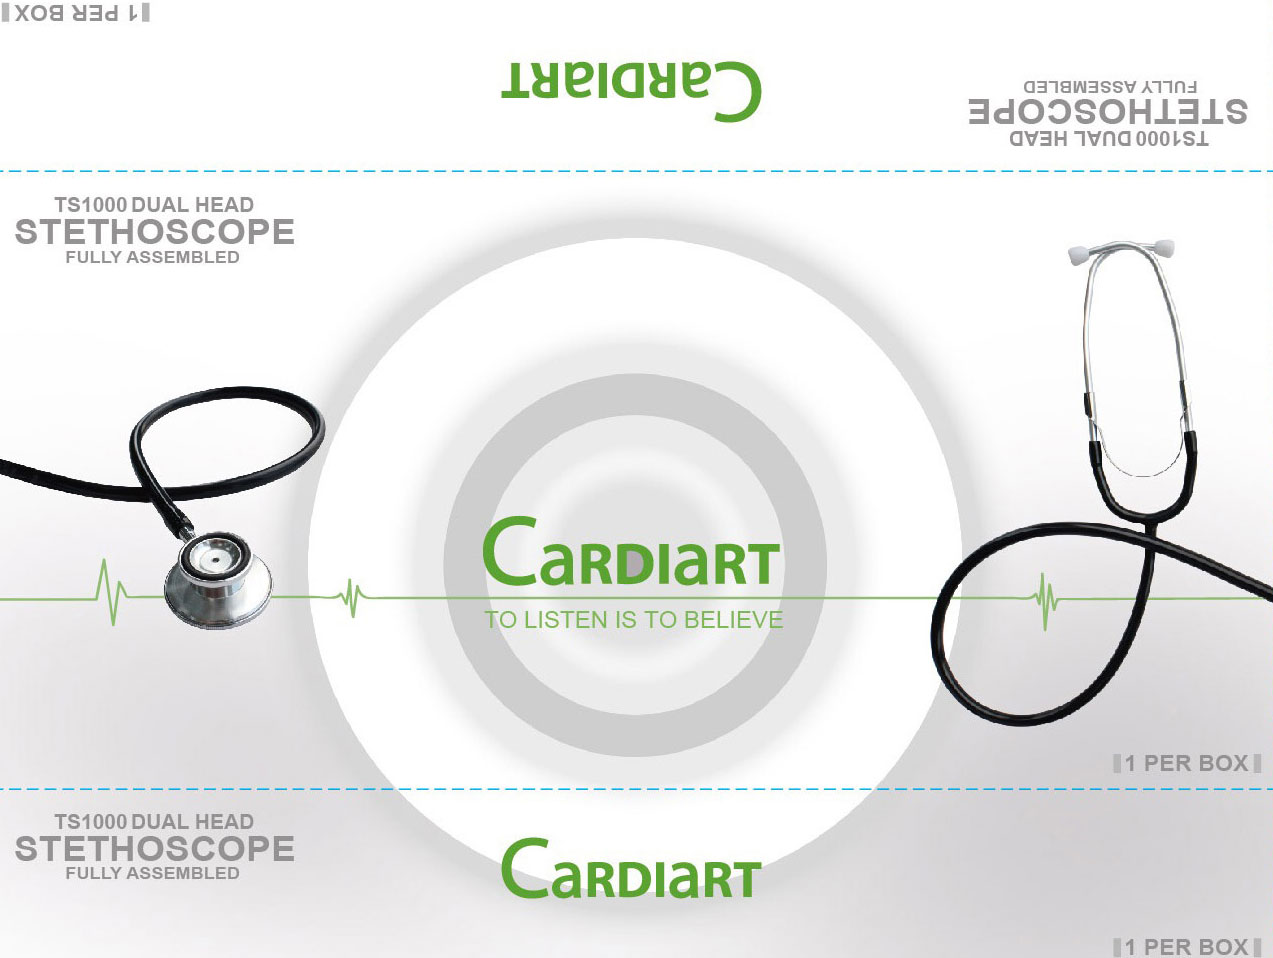 1 PER BOX
CARDIART
FULLY ASSEMBLED
STETHOSCOPE
TS1000 DUAL HEAD
TS1000 DUAL HEAD
STETHOSCOPE
FULLY ASSEMBLED
CARDIART
TO LISTEN IS TO BELIEVE
1 PER BOX
TS1000 DUAL HEAD
STETHOSCOPE
FULLY ASSEMBLED
CARDIART
1 PER BOX